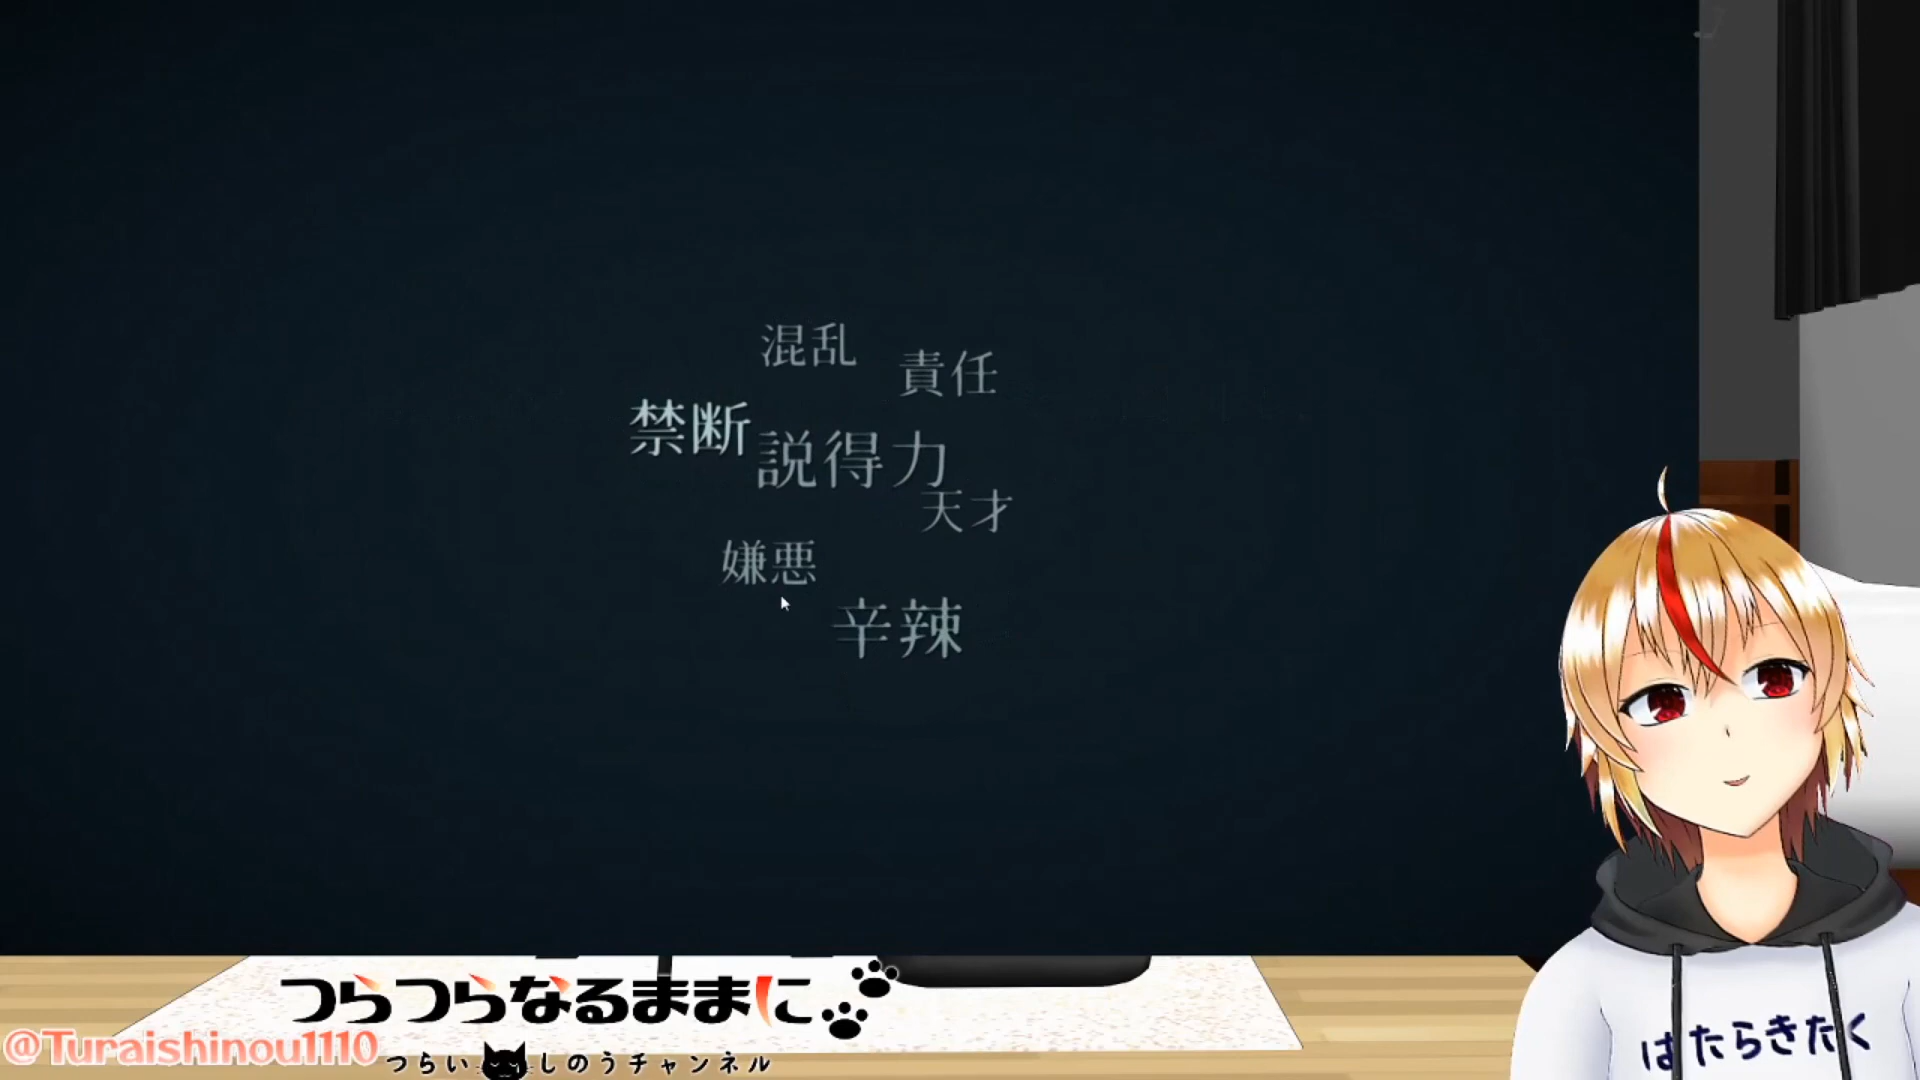 混乱
責任
禁断
説得力
天才
嫌悪
辛辣
つらつらなるままに
@Turaishinou1110
つらい しのうチャンネル
はたらきたく